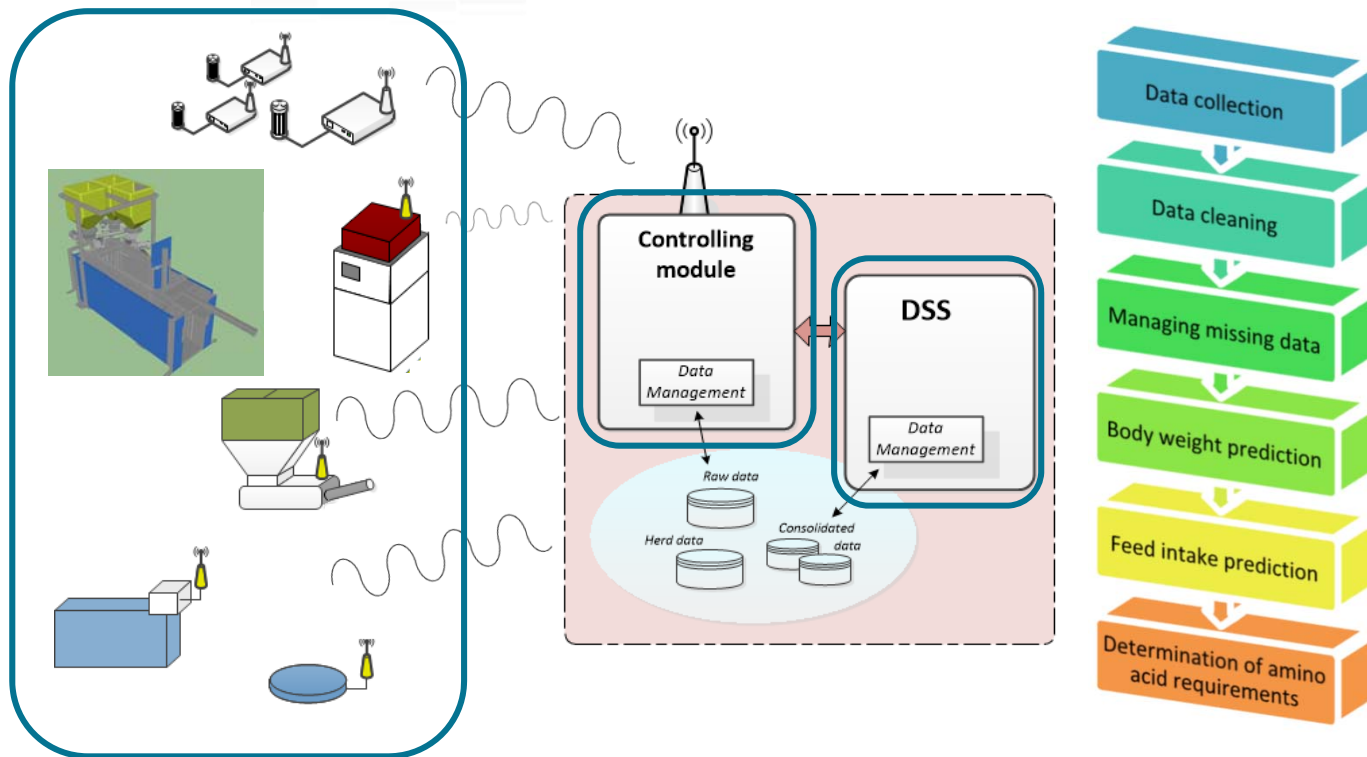 Controlling
module
Data
Management
DSS
Data
Management
Raw data
Herd data
Consolidated
data
Data collection
Data cleaning
Managing missing data
Body weight prediction
Feed intake prediction
Determination of amino
acid requirements